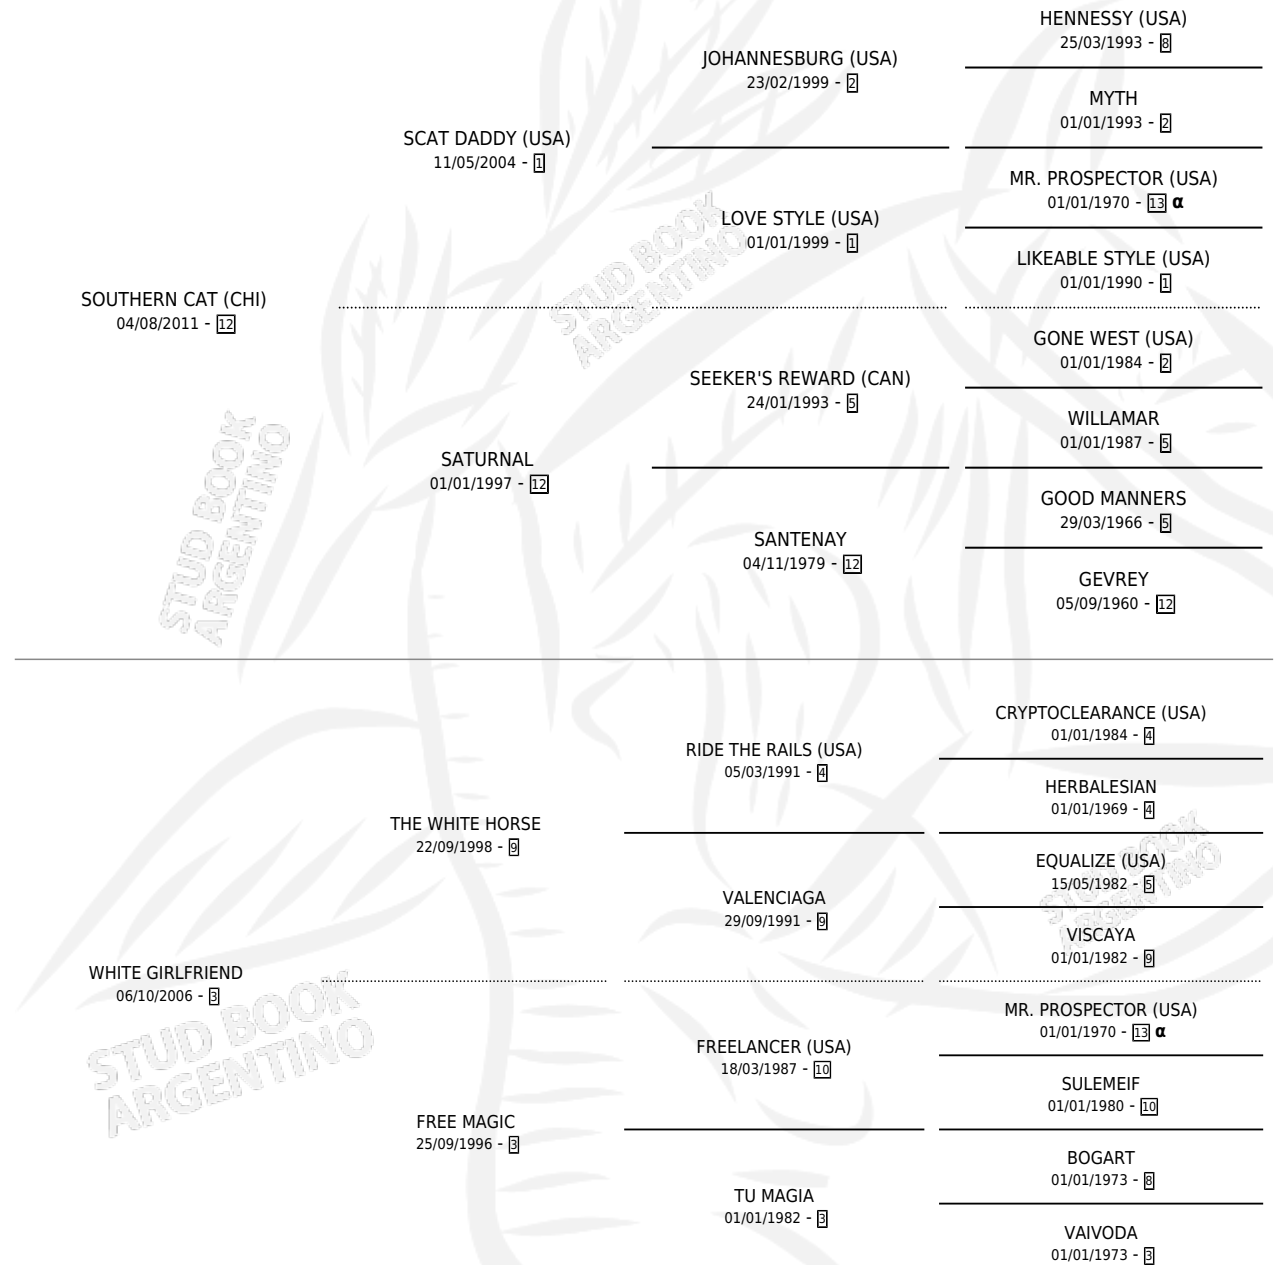 HENNESSY (USA)
25/03/1993 - 8
JOHANNESBURG (USA)
23/02/1999 - 2
MYTH
01/01/1993 - 2
SCAT DADDY (USA)
11/05/2004 - 1
MR. PROSPECTOR (USA)
01/01/1970 - 13 α
LOVE STYLE (USA)
01/01/1999 - 1
LIKEABLE STYLE (USA)
01/01/1990 - 1
STUD BOOK
ARGENTINO
SOUTHERN CAT (CHI)
04/08/2011 - 12
GONE WEST (USA)
01/01/1984 - 2
SEEKER'S REWARD (CAN)
24/01/1993 - 5
WILLAMAR
01/01/1987 - 5
SATURNAL
01/01/1997 - 12
GOOD MANNERS
29/03/1966 - 5
SANTENAY
04/11/1979 - 12
GEVREY
05/09/1960 - 12
STUD BOOK
ARGENTINO
CRYPTOCLEARANCE (USA)
01/01/1984 - 4
RIDE THE RAILS (USA)
05/03/1991 - 4
HERBALESIAN
01/01/1969 - 4
THE WHITE HORSE
22/09/1998 - 9
EQUALIZE (USA)
15/05/1982 - 5
VALENCIAGA
29/09/1991 - 9
VISCAYA
01/01/1982 - 9
STUD BOOK
ARGENTINO
WHITE GIRLFRIEND
06/10/2006 - 3
MR. PROSPECTOR (USA)
01/01/1970 - 13 α
FREELANCER (USA)
18/03/1987 - 10
SULEMEIF
01/01/1980 - 10
STUD BOOK
ARGENTINO
FREE MAGIC
25/09/1996 - 3
BOGART
01/01/1973 - 8
TU MAGIA
01/01/1982 - 3
VAIVODA
01/01/1973 - 3